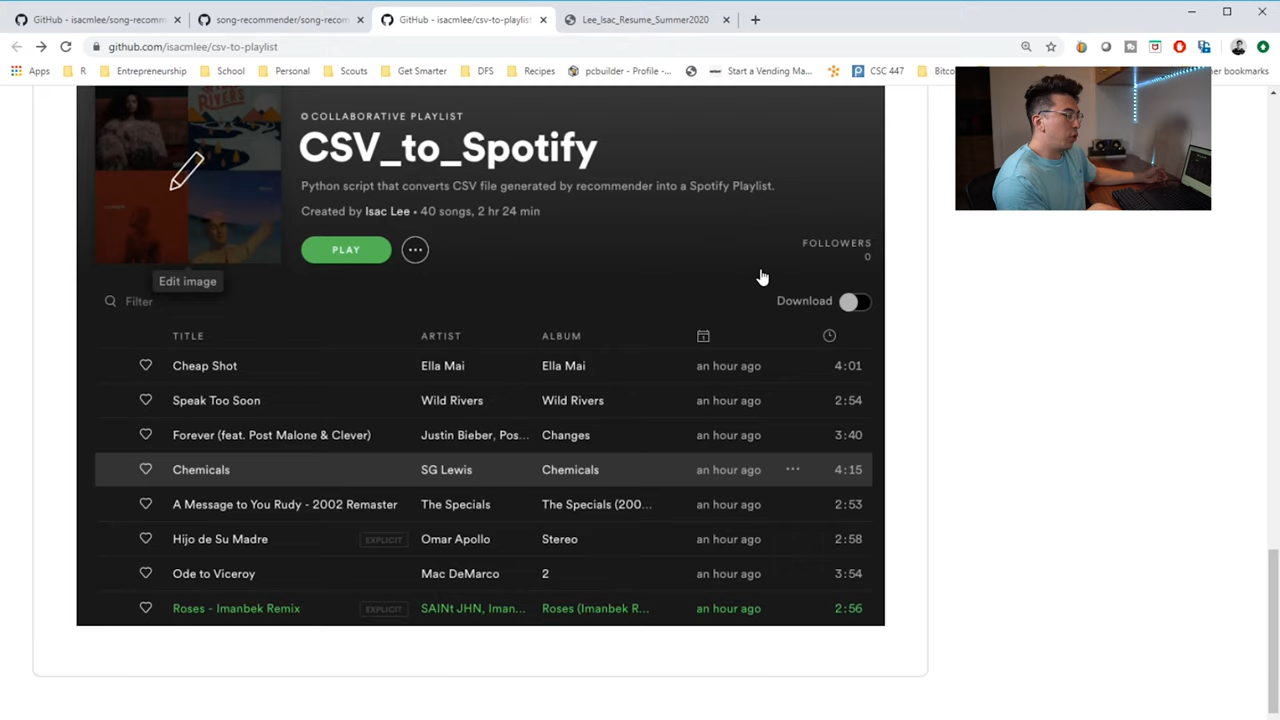 GitHub - isacmlee/song-recomm
song-recommender/song-recom
GitHub - isacmlee/csv-to-playlist
Lee_Isac_Resume_Summer2020
github.com/isacmlee/csv-to-playlist
Apps R Entrepreneurship School Personal Scouts Get Smarter DFS Recipes pcbuilder - Profile -... Start a Vending Ma... CSC 447 Bitco her bookmarks
COLLABORATIVE PLAYLIST
CSV_to_Spotify
Python script that converts CSV file generated by recommender into a Spotify Playlist.
Created by Isac Lee • 40 songs, 2 hr 24 min
PLAY
FOLLOWERS
0
Edit image
Filter
Download
TITLE ARTIST ALBUM
Cheap Shot Ella Mai Ella Mai an hour ago 4:01
Speak Too Soon Wild Rivers Wild Rivers an hour ago 2:54
Forever (feat. Post Malone & Clever) Justin Bieber, Pos... Changes an hour ago 3:40
Chemicals SG Lewis Chemicals an hour ago 4:15
A Message to You Rudy - 2002 Remaster The Specials The Specials (200... an hour ago 2:53
Hijo de Su Madre EXPLICIT Omar Apollo Stereo an hour ago 2:58
Ode to Viceroy Mac DeMarco 2 an hour ago 3:54
Roses - Imanbek Remix EXPLICIT SAINt JHN, Iman... Roses (Imanbek R... an hour ago 2:56